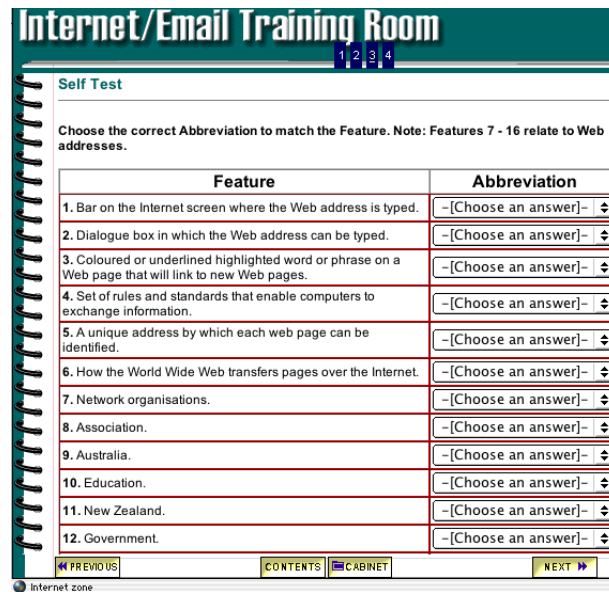 Internet/Email Training Room
1 2 3 4
Self Test
Choose the correct Abbreviation to match the Feature. Note: Features 7 - 16 relate to Web
addresses.
Feature Abbreviation
1. Bar on the Internet screen where the Web address is typed. -[Choose an answer]-
2. Dialogue box in which the Web address can be typed. -[Choose an answer]-
3. Coloured or underlined highlighted word or phrase on a
Web page that will link to new Web pages. -[Choose an answer]-
4. Set of rules and standards that enable computers to
exchange information. -[Choose an answer]-
5. A unique address by which each web page can be
identified. -[Choose an answer]-
6. How the World Wide Web transfers pages over the Internet. -[Choose an answer]-
7. Network organisations. -[Choose an answer]-
8. Association. -[Choose an answer]-
9. Australia. -[Choose an answer]-
10. Education. -[Choose an answer]-
11. New Zealand. -[Choose an answer]-
12. Government. -[Choose an answer]-
PREVIOUS CONTENTS CABINET NEXT
Internet zone